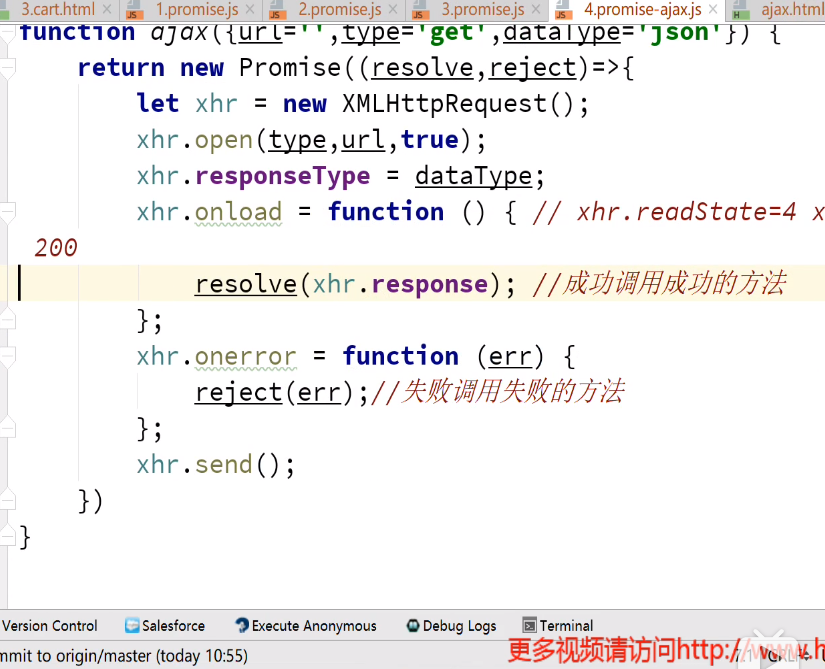 3.cart.html
1.promise.js
2.promise.js
3.promise.js
4.promise-ajax.js
ajax.html
function ajax({url='',type='get',dataType='json'}) {
return new Promise((resolve,reject)=>{
let xhr = new XMLHttpRequest();
xhr.open(type,url,true);
xhr.responseType = dataType;
xhr.onload = function () { // xhr.readState=4 x
200
resolve(xhr.response); //成功调用成功的方法
};
xhr.onerror = function (err) {
reject(err);//失败调用失败的方法
};
xhr.send();
})
}
Version Control
Salesforce
Execute Anonymous
Debug Logs
Terminal
mmit to origin/master (today 10:55)
更多视频请访问http://www.h